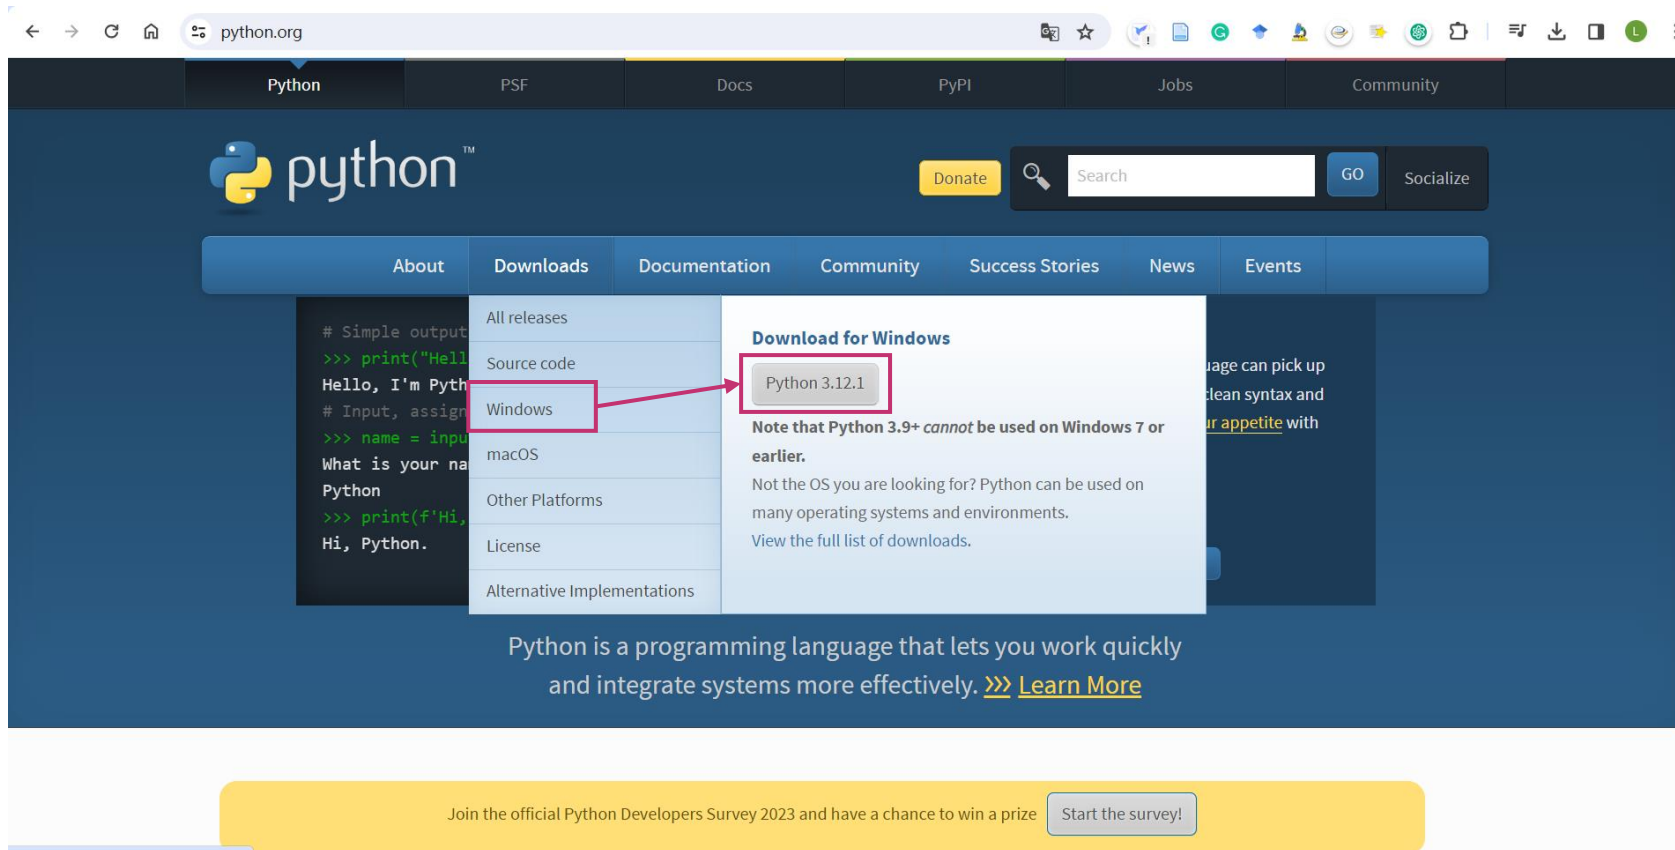 python.org
Python
PSF
Docs
PyPI
Jobs
Community
python™
Donate
Search
GO
Socialize
About
Downloads
Documentation
Community
Success Stories
News
Events
# Simple output
>>> print("Hell
Hello, I'm Pyth
# Input, assign
>>> name = inpu
What is your na
Python
>>> print(f'Hi,
Hi, Python.
All releases
Source code
Windows
macOS
Other Platforms
License
Alternative Implementations
Download for Windows
Python 3.12.1
Note that Python 3.9+ cannot be used on Windows 7 or
earlier.
Not the OS you are looking for? Python can be used on
many operating systems and environments.
View the full list of downloads.
uage can pick up
clean syntax and
ur appetite with
Python is a programming language that lets you work quickly
and integrate systems more effectively. >>> Learn More
Join the official Python Developers Survey 2023 and have a chance to win a prize
Start the survey!
L